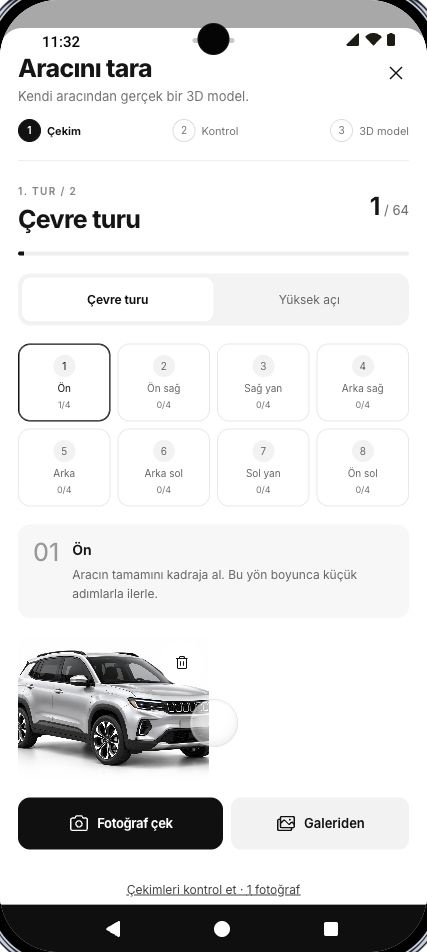 11:32
Aracını tara
Kendi aracından gerçek bir 3D model.
1 Çekim
2 Kontrol
3 3D model
1. TUR / 2
Çevre turu
1 / 64
Çevre turu
Yüksek açı
1
Ön
1/4
2
Ön sağ
0/4
3
Sağ yan
0/4
4
Arka sağ
0/4
5
Arka
0/4
6
Arka sol
0/4
7
Sol yan
0/4
8
Ön sol
0/4
01 Ön
Aracın tamamını kadraja al. Bu yön boyunca küçük
adımlarla ilerle.
Fotoğraf çek
Galeriden
Çekimleri kontrol et · 1 fotoğraf